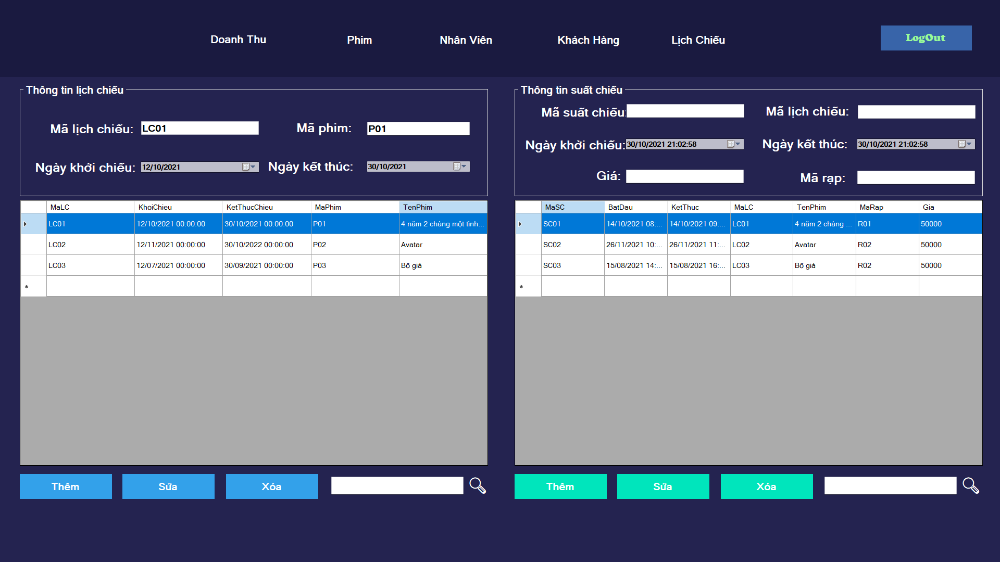 Doanh Thu Phim Nhân Viên Khách Hàng Lịch Chiếu LogOut
Thông tin lịch chiếu
Mã lịch chiếu: LC01 Mã phim: P01
Ngày khởi chiếu: 12/10/2021 Ngày kết thúc: 30/10/2021
MaLC KhoiChieu KetThucChieu MaPhim TenPhim
LC01 12/10/2021 00:00:00 30/10/2021 00:00:00 P01 4 năm 2 chàng một tình...
LC02 12/11/2021 00:00:00 30/10/2022 00:00:00 P02 Avatar
LC03 12/07/2021 00:00:00 30/09/2021 00:00:00 P03 Bố già
Thêm Sửa Xóa
Thông tin suất chiếu
Mã suất chiếu: Mã lịch chiếu:
Ngày khởi chiếu: 30/10/2021 21:02:58 Ngày kết thúc: 30/10/2021 21:02:58
Giá: Mã rạp:
MaSC BatDau KetThuc MaLC TenPhim MaRap Gia
SC01 14/10/2021 08:... 14/10/2021 09:... LC01 4 năm 2 chàng ... R01 50000
SC02 26/11/2021 10:... 26/11/2021 11:... LC02 Avatar R02 50000
SC03 15/08/2021 14:... 15/08/2021 16:... LC03 Bố già R02 50000
Thêm Sửa Xóa